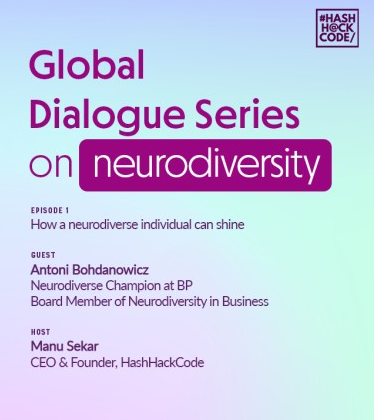 #HASH
H@CK
CODE/
Global
Dialogue Series
on neurodiversity
EPISODE 1
How a neurodiverse individual can shine
GUEST
Antoni Bohdanowicz
Neurodiverse Champion at BP
Board Member of Neurodiversity in Business
HOST
Manu Sekar
CEO & Founder, HashHackCode